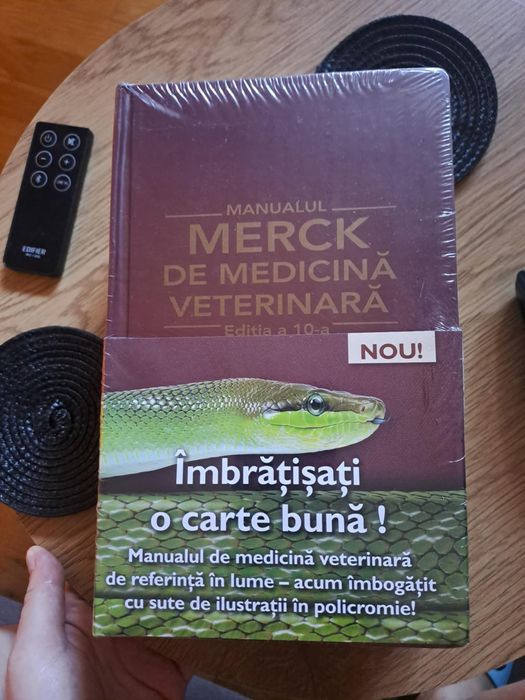 MANUALUL
MERCK
DE MEDICINĂ
VETERINARĂ
Ediția a 10-a
NOU!
Îmbrățișați
o carte bună !
Manualul de medicină veterinară
de referință în lume – acum îmbogățit
cu sute de ilustrații în policromie!
EDIFIER